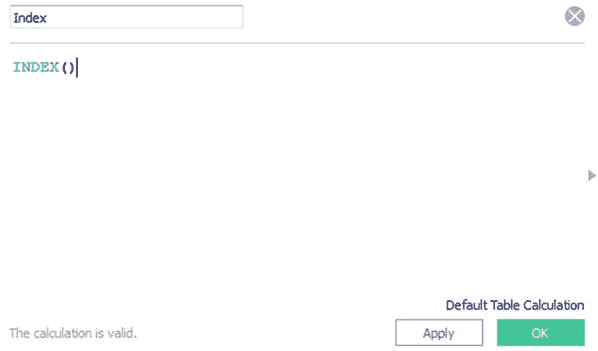 Index
INDEX()
Default Table Calculation
The calculation is valid.
Apply
OK